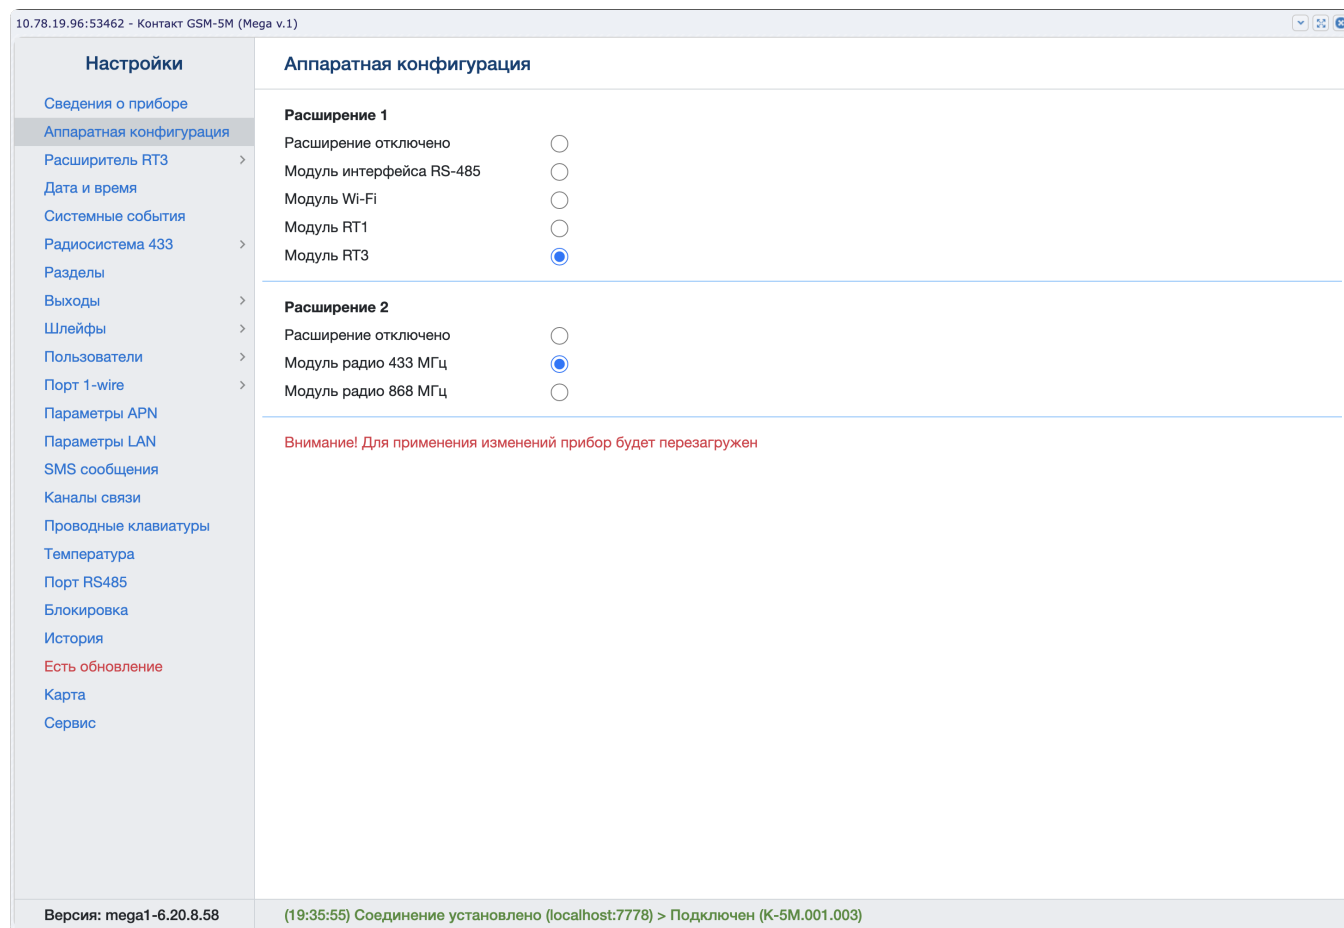 10.78.19.96:53462 - Контакт GSM-5M (Mega v.1)
Настройки
Сведения о приборе
Аппаратная конфигурация
Расширитель RT3
Дата и время
Системные события
Радиосистема 433
Разделы
Выходы
Шлейфы
Пользователи
Порт 1-wire
Параметры APN
Параметры LAN
SMS сообщения
Каналы связи
Проводные клавиатуры
Температура
Порт RS485
Блокировка
История
Есть обновление
Карта
Сервис
Версия: mega1-6.20.8.58
Аппаратная конфигурация
Расширение 1
Расширение отключено
Модуль интерфейса RS-485
Модуль Wi-Fi
Модуль RT1
Модуль RT3
Расширение 2
Расширение отключено
Модуль радио 433 МГц
Модуль радио 868 МГц
Внимание! Для применения изменений прибор будет перезагружен
(19:35:55) Соединение установлено (localhost:7778) > Подключен (K-5M.001.003)